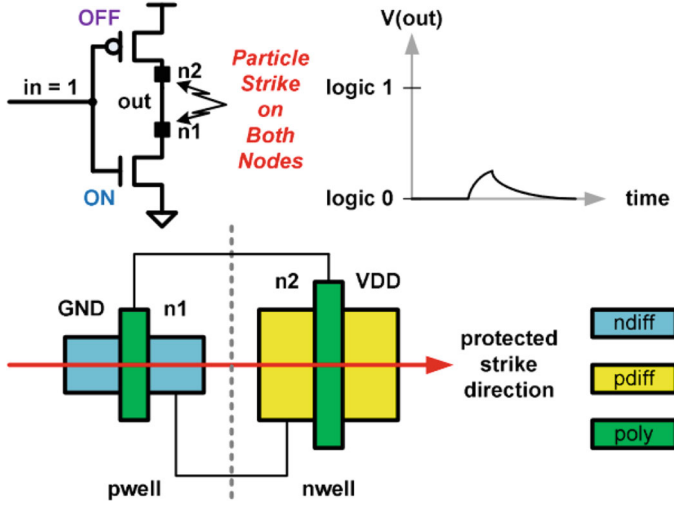 OFF
in = 1
out
n2
n1
ON
Particle
Strike
on
Both
Nodes
V(out)
logic 1
logic 0
time
GND
n1
n2
VDD
protected
strike
direction
pwell
nwell
ndiff
pdiff
poly